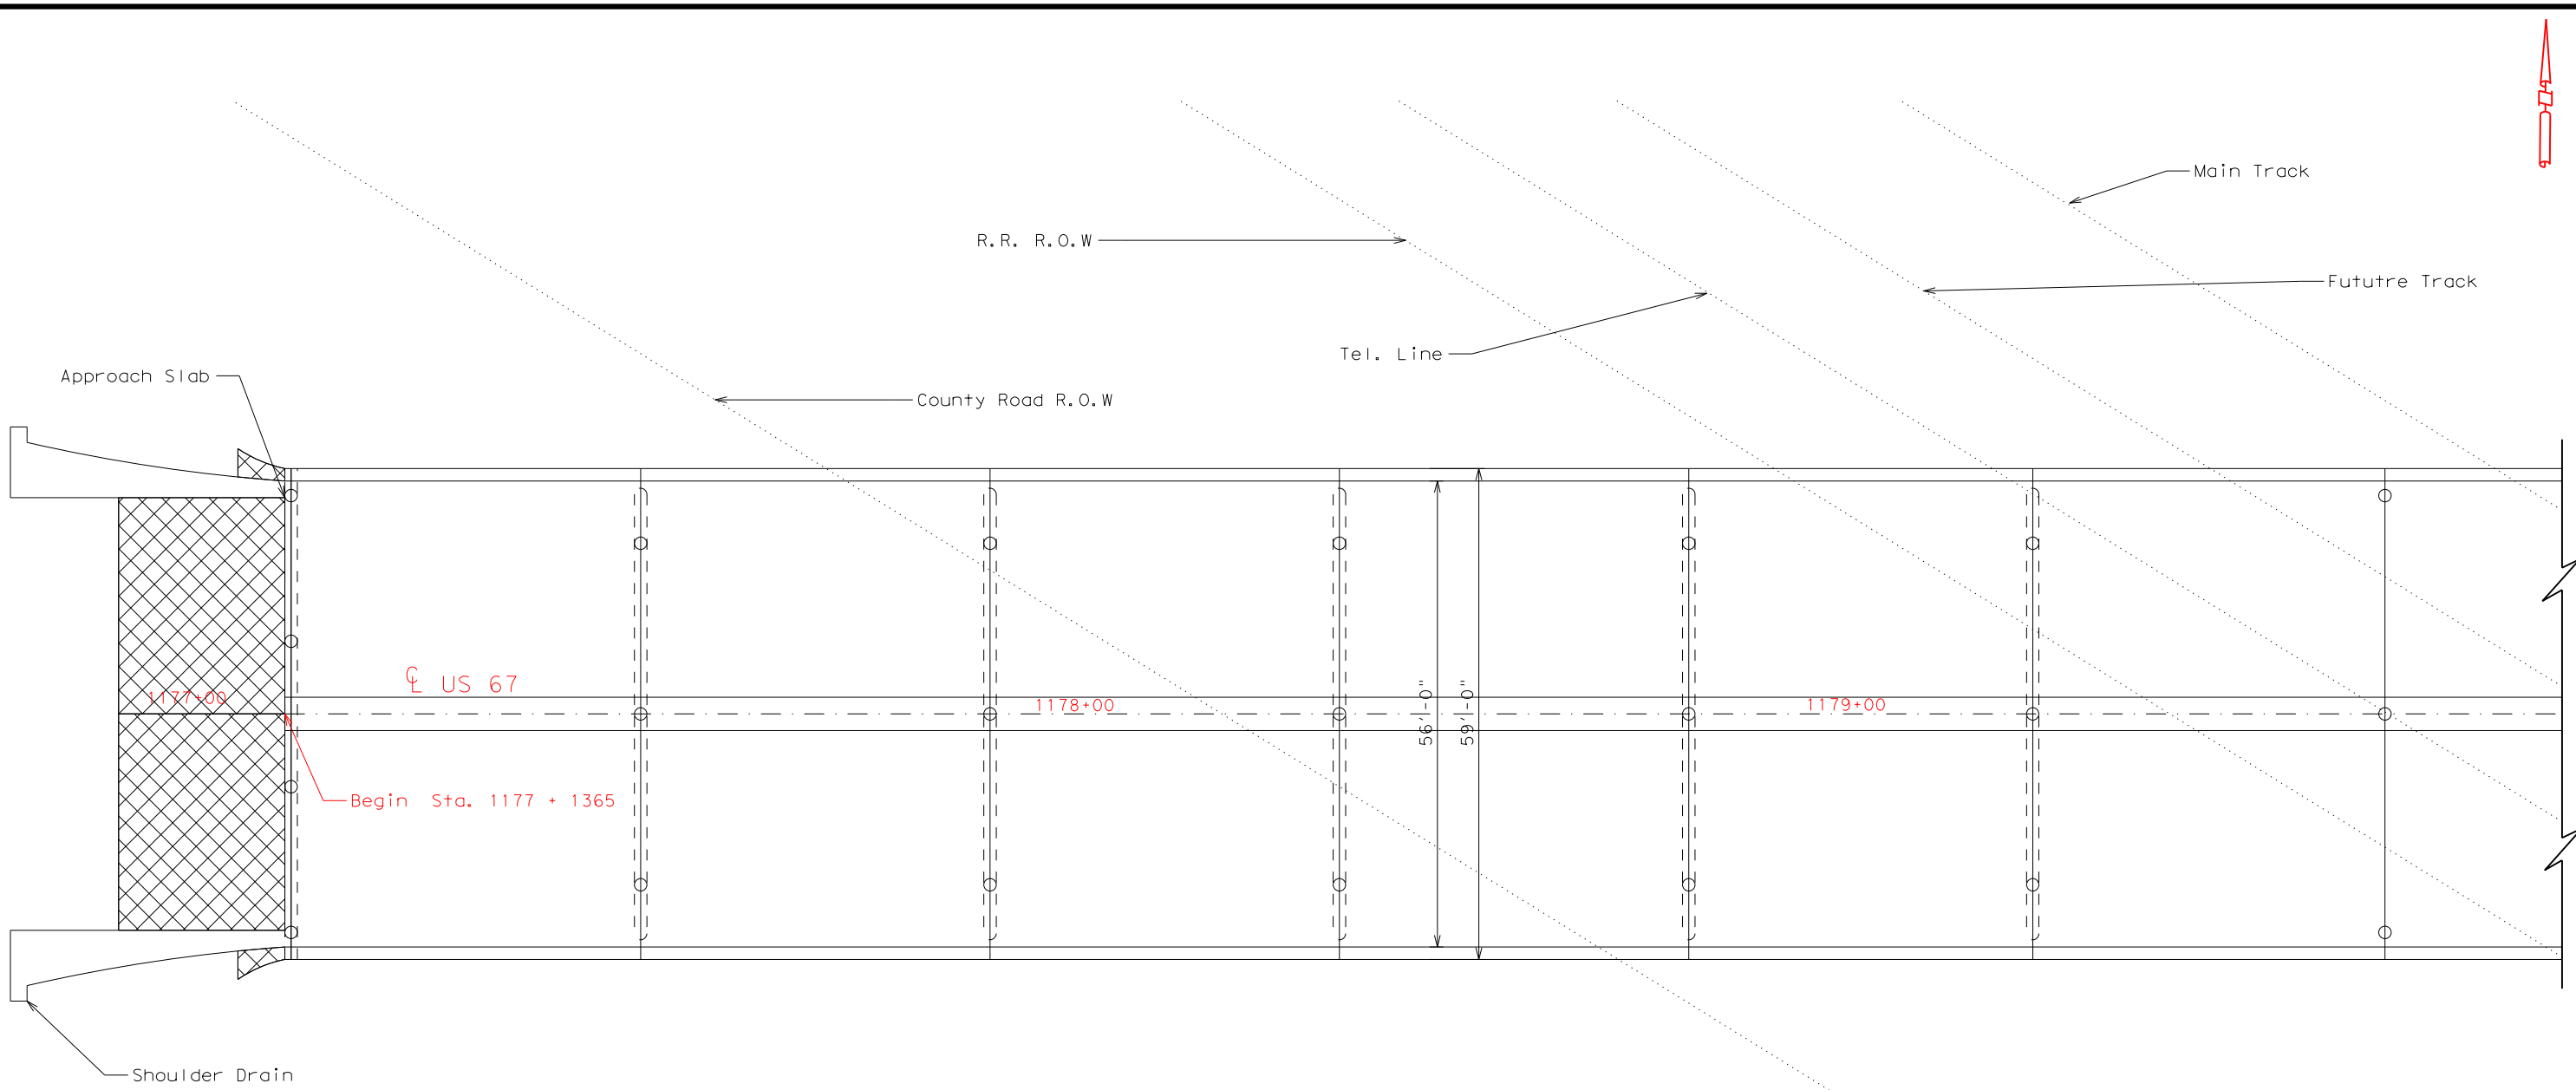 Main Track
R.R. R.O.W
Fututre Track
Tel. Line
Approach Slab
County Road R.O.W
℄ US 67
1177+00
1178+00
1179+00
56'-0"
59'-0"
Begin Sta. 1177 + 1365
Shoulder Drain